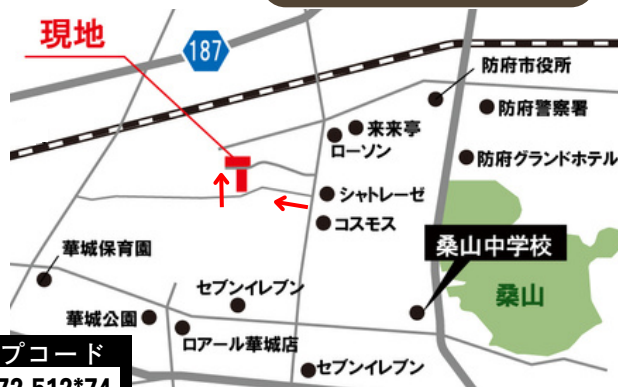 現地
187
防府市役所
来来亭
防府警察署
ローソン
防府グランドホテル
シャトレーゼ
コスモス
桑山中学校
華城保育園
セブンイレブン
桑山
華城公園
ロアール華城店
プコード
セブンイレブン
72 512*74